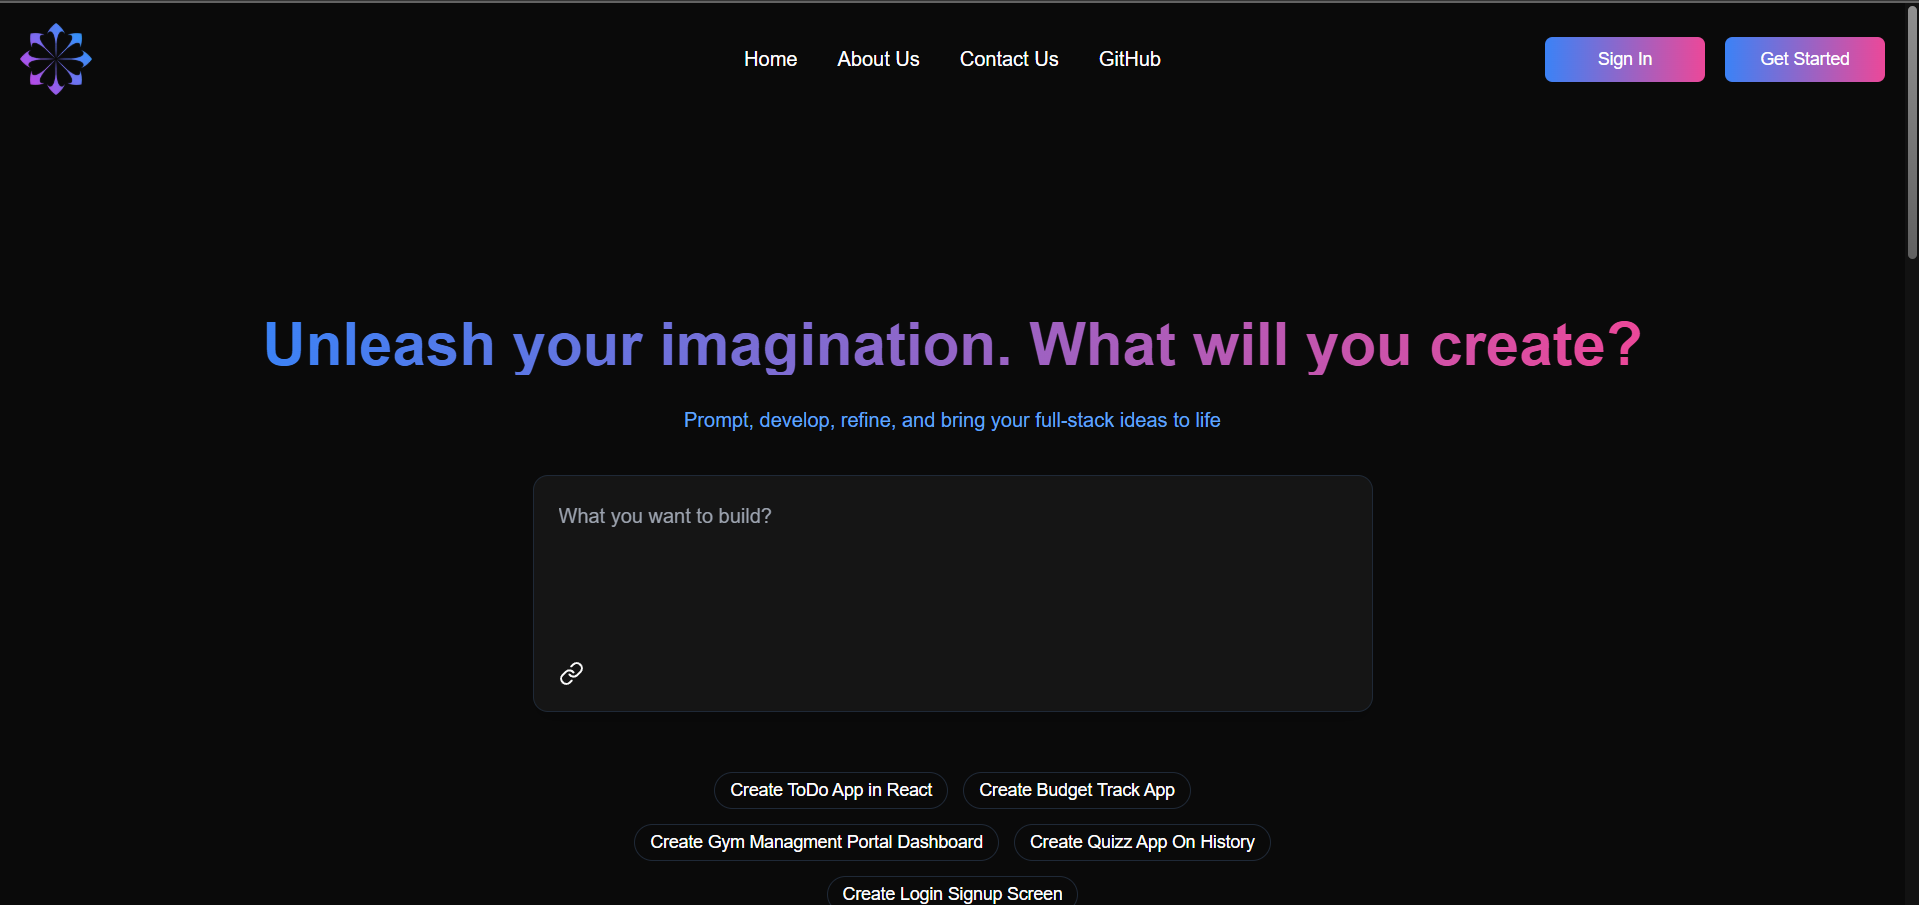 Home About Us Contact Us GitHub Sign In Get Started
Unleash your imagination. What will you create?
Prompt, develop, refine, and bring your full-stack ideas to life
What you want to build?
Create ToDo App in React Create Budget Track App
Create Gym Managment Portal Dashboard Create Quizz App On History
Create Login Signup Screen